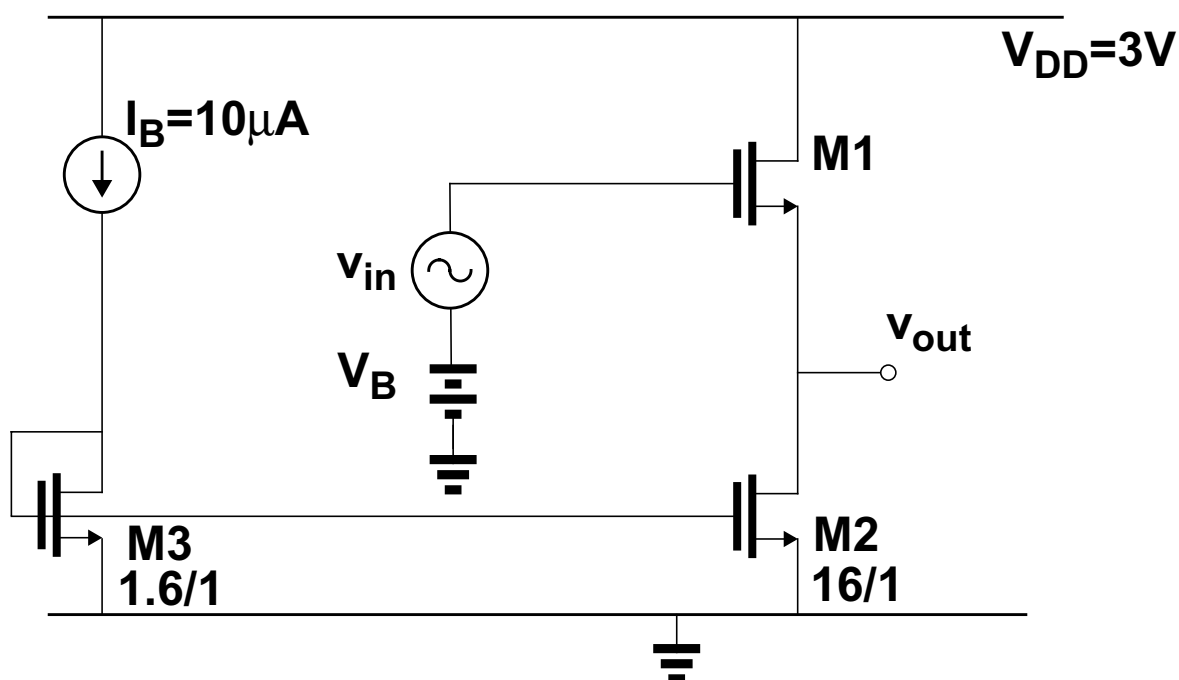 V_DD=3V
I_B=10μA
M1
v_in
v_out
V_B
M3
1.6/1
M2
16/1